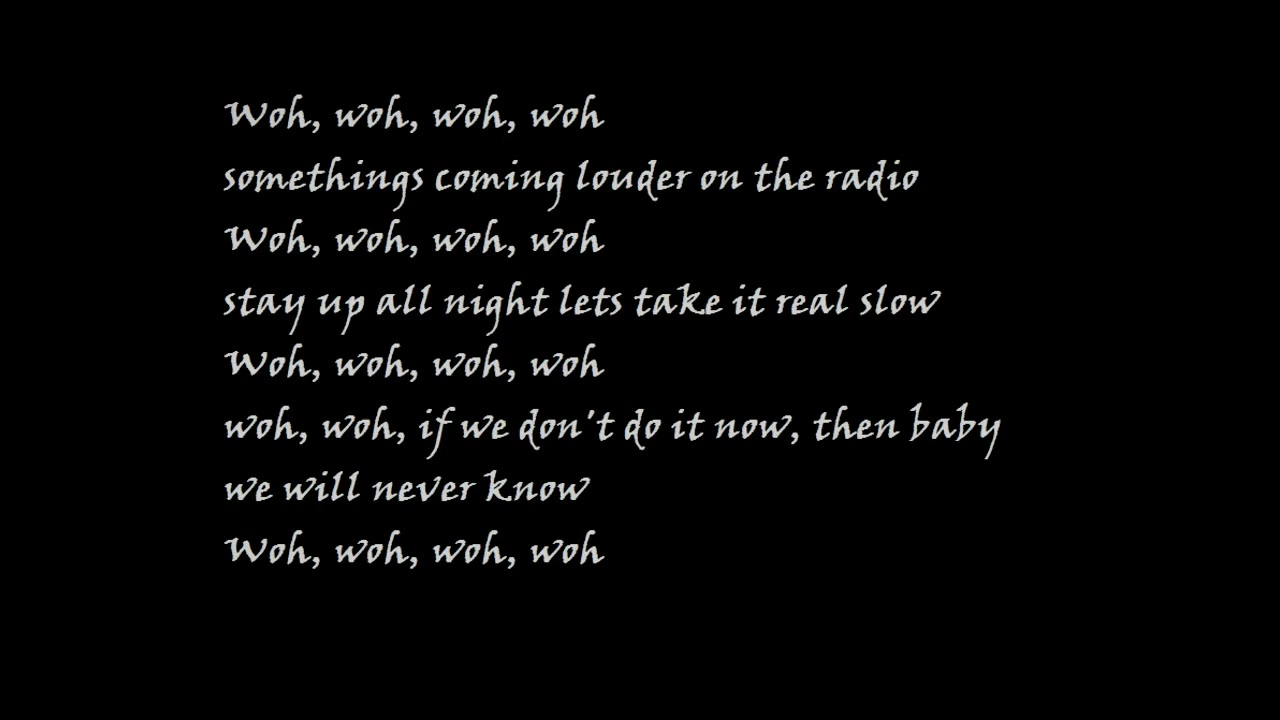 Woh, woh, woh, woh
somethings coming louder on the radio
Woh, woh, woh, woh
stay up all night lets take it real slow
Woh, woh, woh, woh
woh, woh, if we don't do it now, then baby
we will never know
Woh, woh, woh, woh